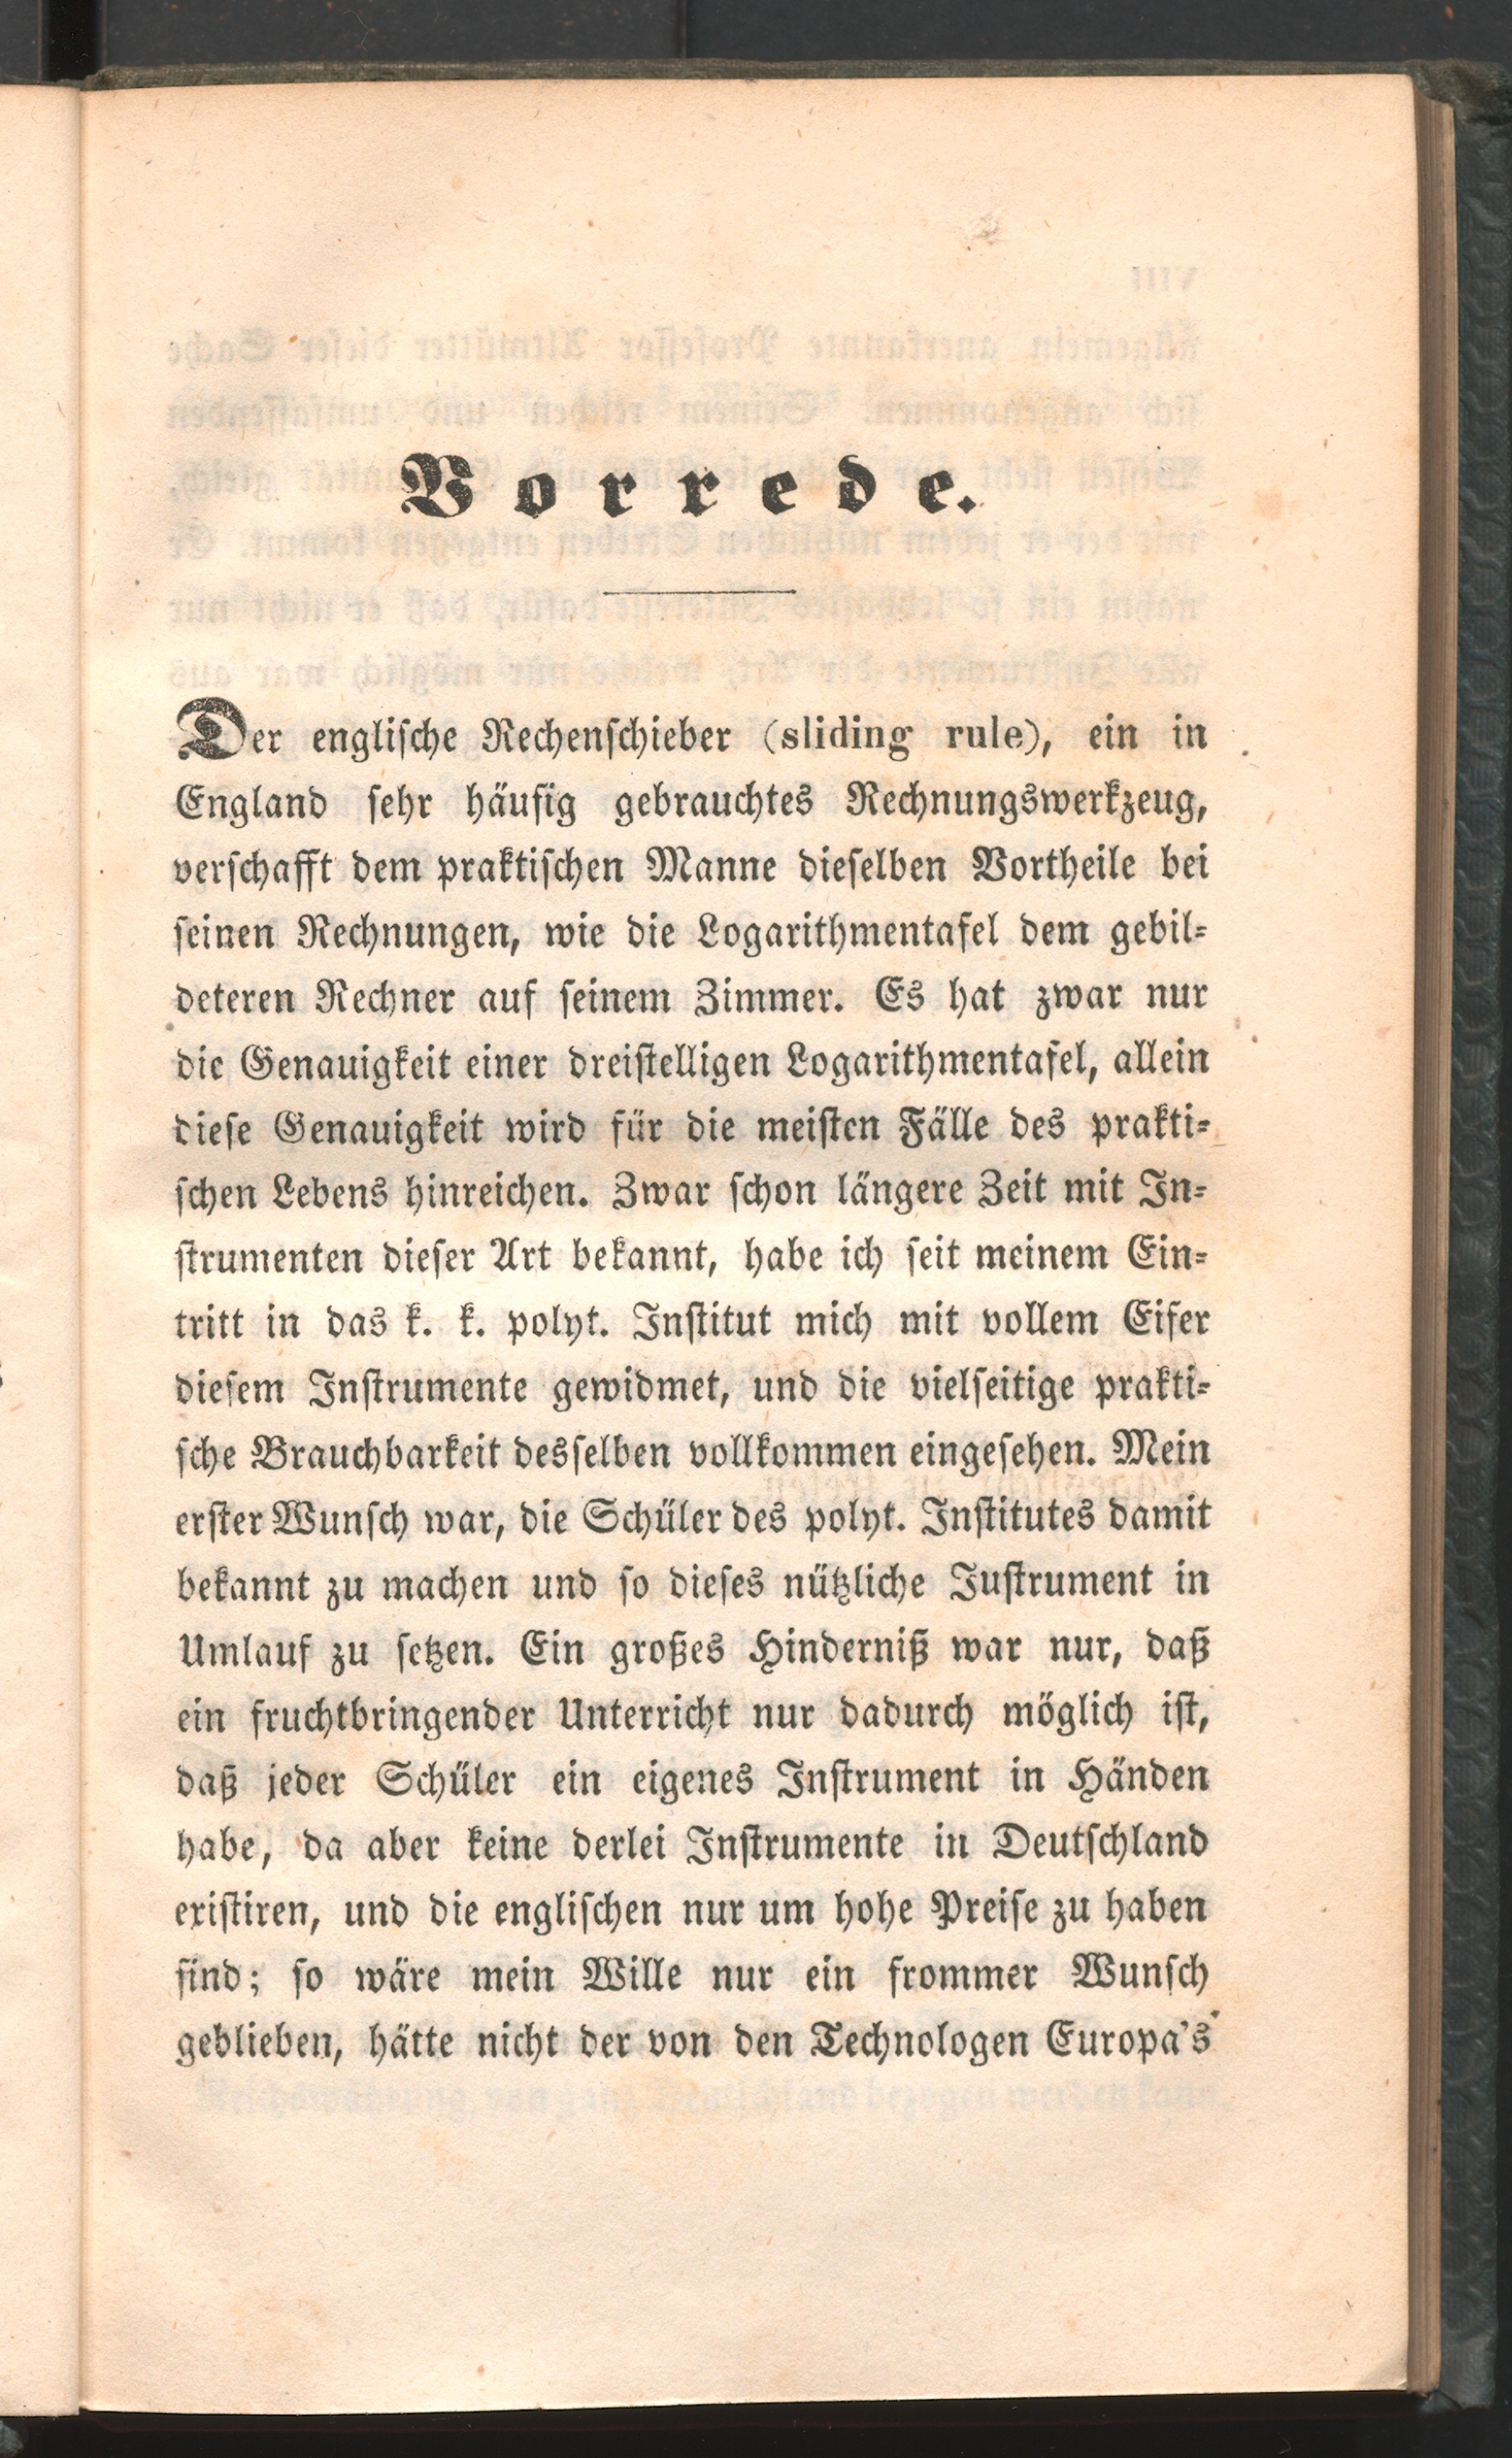 Vorrede.
Der englische Rechenschieber (sliding rule), ein in
England sehr häufig gebrauchtes Rechnungswerkzeug,
verschafft dem praktischen Manne dieselben Vortheile bei
seinen Rechnungen, wie die Logarithmentafel dem gebil-
deteren Rechner auf seinem Zimmer. Es hat zwar nur
die Genauigkeit einer dreistelligen Logarithmentafel, allein
diese Genauigkeit wird für die meisten Fälle des prakti-
schen Lebens hinreichen. Zwar schon längere Zeit mit In-
strumenten dieser Art bekannt, habe ich seit meinem Ein-
tritt in das k. k. polyt. Institut mich mit vollem Eifer
diesem Instrumente gewidmet, und die vielseitige prakti-
sche Brauchbarkeit desselben vollkommen eingesehen. Mein
erster Wunsch war, die Schüler des polyt. Institutes damit
bekannt zu machen und so dieses nützliche Iustrument in
Umlauf zu setzen. Ein großes Hinderniß war nur, daß
ein fruchtbringender Unterricht nur dadurch möglich ist,
daß jeder Schüler ein eigenes Instrument in Händen
habe, da aber keine derlei Instrumente in Deutschland
existiren, und die englischen nur um hohe Preise zu haben
sind; so wäre mein Wille nur ein frommer Wunsch
geblieben, hätte nicht der von den Technologen Europa's